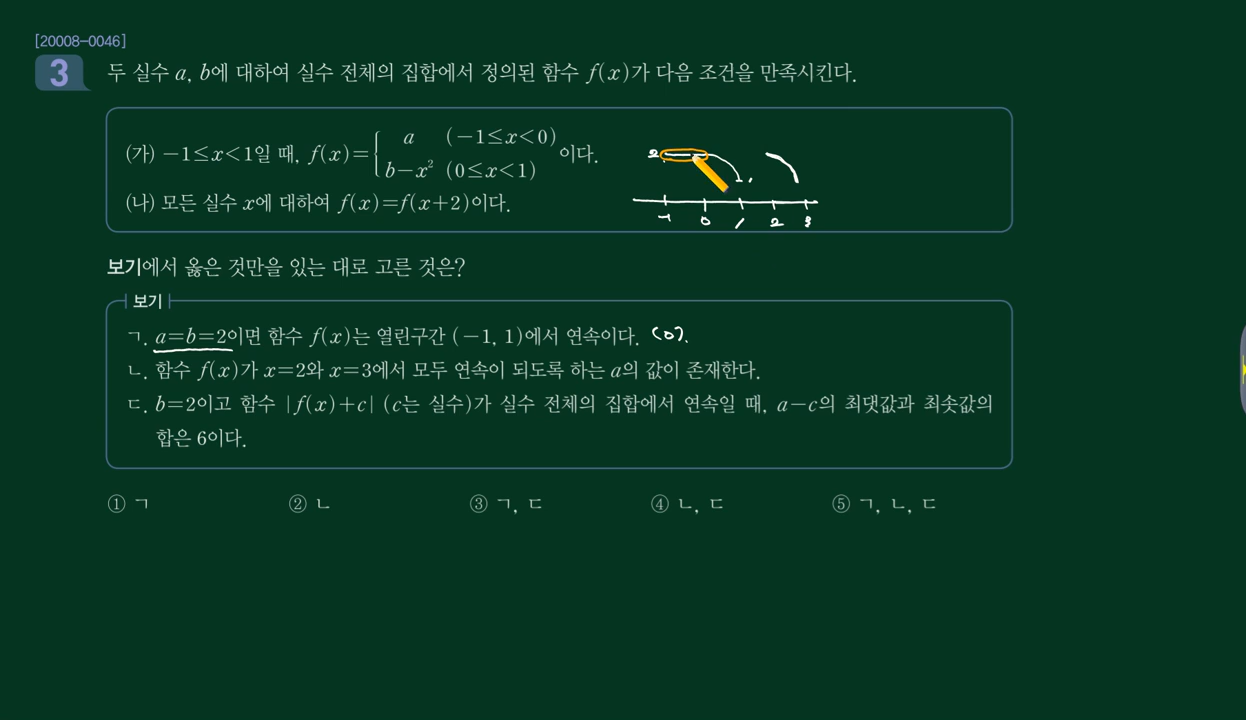 [20008-0046]
3 두 실수 a, b에 대하여 실수 전체의 집합에서 정의된 함수 f(x)가 다음 조건을 만족시킨다.
(가) -1≤x<1일 때, f(x)={ a (-1≤x<0)
b-x² (0≤x<1) 이다.
(나) 모든 실수 x에 대하여 f(x)=f(x+2)이다.
2
-1 0 1 2 3
보기에서 옳은 것만을 있는 대로 고른 것은?
보기
ㄱ. a=b=2이면 함수 f(x)는 열린구간 (-1, 1)에서 연속이다. (O).
ㄴ. 함수 f(x)가 x=2와 x=3에서 모두 연속이 되도록 하는 a의 값이 존재한다.
ㄷ. b=2이고 함수 |f(x)+c| (c는 실수)가 실수 전체의 집합에서 연속일 때, a-c의 최댓값과 최솟값의
합은 6이다.
① ㄱ ② ㄴ ③ ㄱ, ㄷ ④ ㄴ, ㄷ ⑤ ㄱ, ㄴ, ㄷ